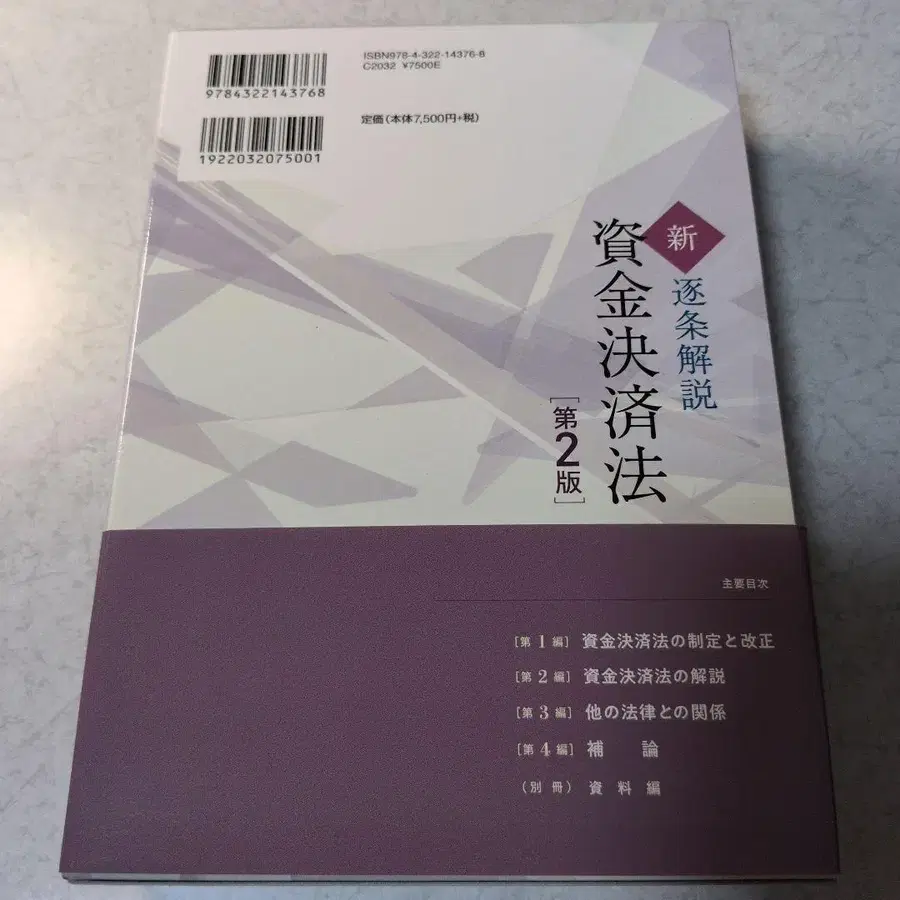 ISBN978-4-322-14376-8
C2032 ¥7500E
9784322143768
定価(本体7,500円+税)
1922032075001
新
逐条解説
資金決済法
[第2版]
主要目次
[第1編] 資金決済法の制定と改正
[第2編] 資金決済法の解説
[第3編] 他の法律との関係
[第4編] 補 論
(別冊) 資料編